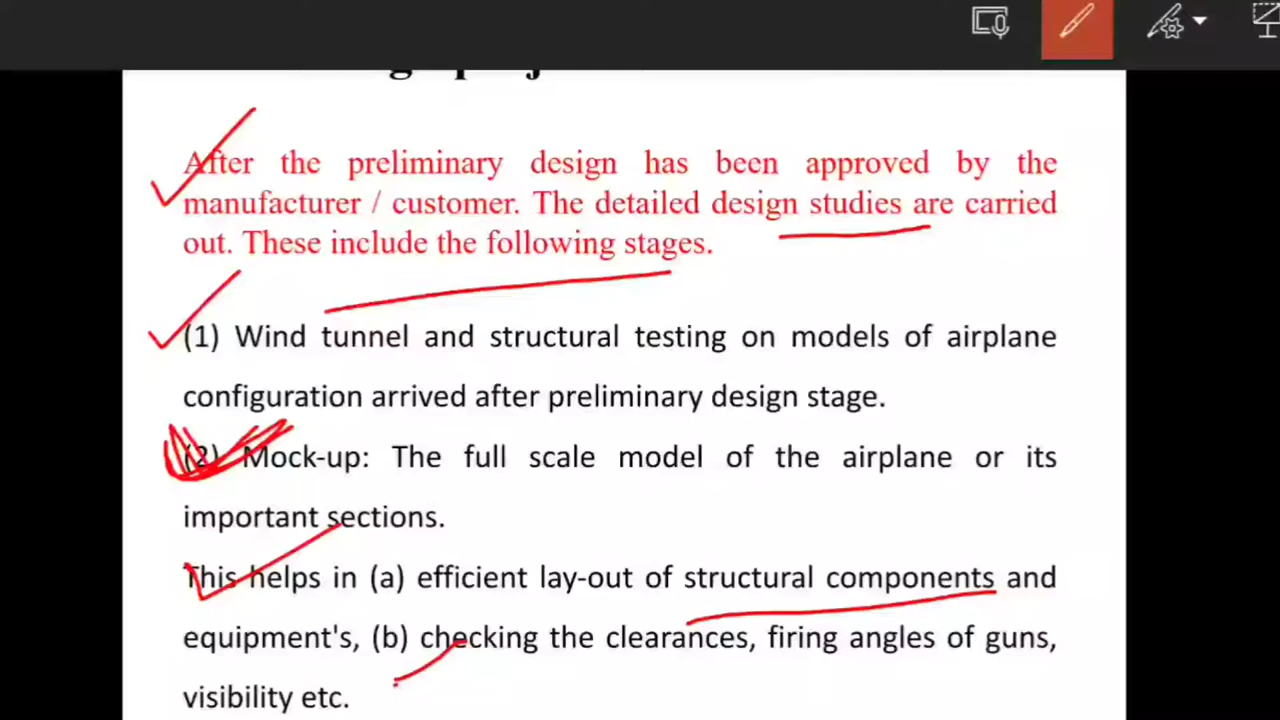 After the preliminary design has been approved by the
manufacturer / customer. The detailed design studies are carried
out. These include the following stages.
(1) Wind tunnel and structural testing on models of airplane
configuration arrived after preliminary design stage.
(2) Mock-up: The full scale model of the airplane or its
important sections.
This helps in (a) efficient lay-out of structural components and
equipment's, (b) checking the clearances, firing angles of guns,
visibility etc.